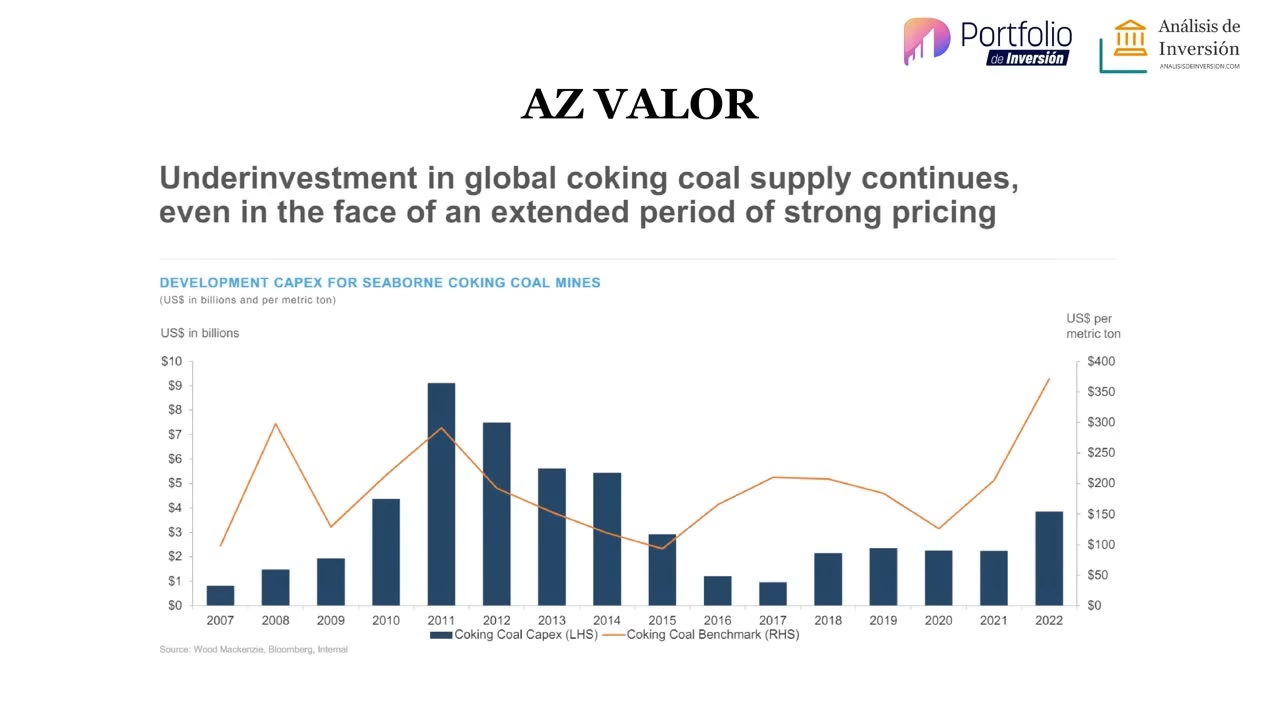 Portfolio
de Inversión
Análisis de
Inversión
ANALISISDEINVERSION.COM
AZ VALOR
Underinvestment in global coking coal supply continues,
even in the face of an extended period of strong pricing
DEVELOPMENT CAPEX FOR SEABORNE COKING COAL MINES
(US$ in billions and per metric ton)
US$ in billions
US$ per
metric ton
$10
$9
$8
$7
$6
$5
$4
$3
$2
$1
$0
$400
$350
$300
$250
$200
$150
$100
$50
$0
2007 2008 2009 2010 2011 2012 2013 2014 2015 2016 2017 2018 2019 2020 2021 2022
Coking Coal Capex (LHS) Coking Coal Benchmark (RHS)
Source: Wood Mackenzie, Bloomberg, Internal